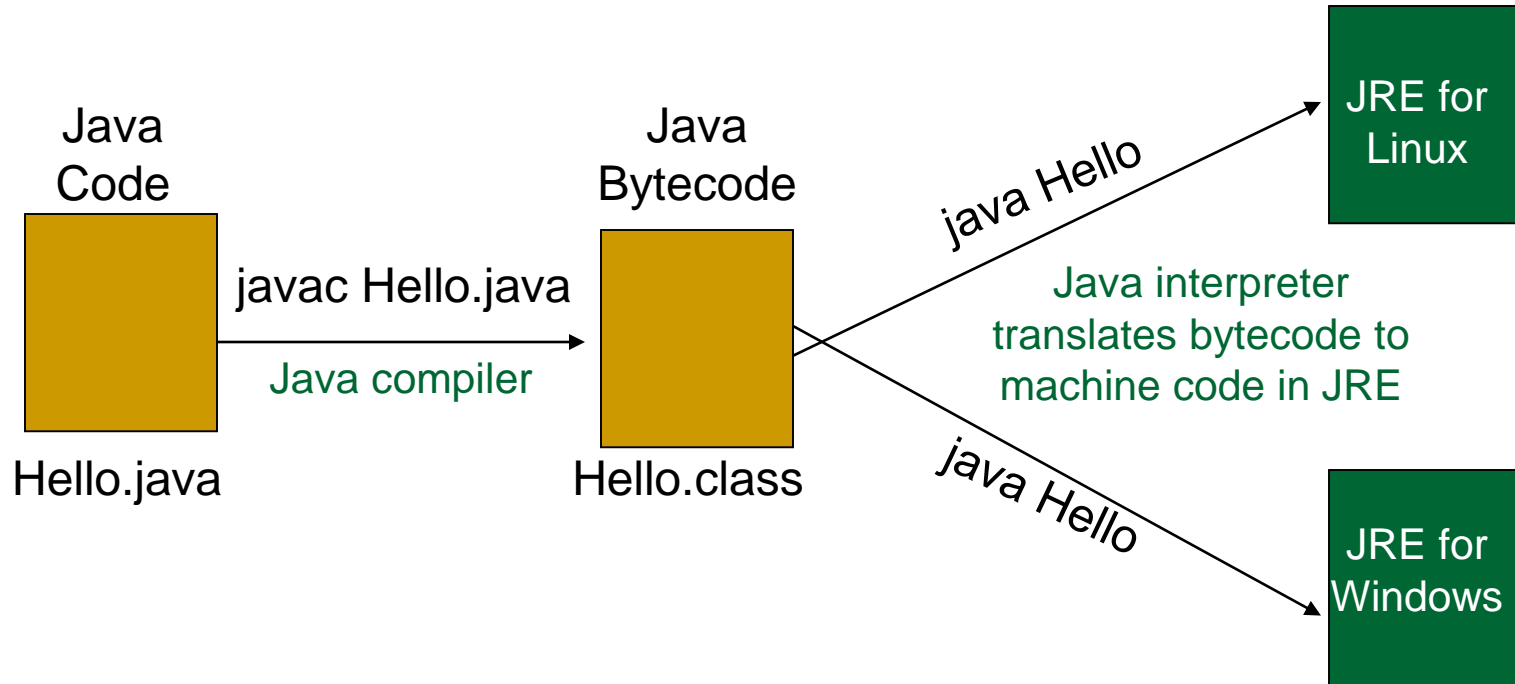 Java
Code
Hello.java
javac Hello.java
Java compiler
Java
Bytecode
Hello.class
java Hello
Java interpreter
translates bytecode to
machine code in JRE
java Hello
JRE for
Linux
JRE for
Windows